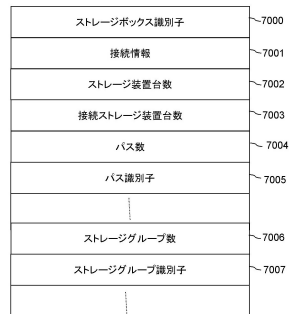 ストレージボックス識別子 7000
接続情報 7001
ストレージ装置台数 7002
接続ストレージ装置台数 7003
パス数 7004
パス識別子 7005
ストレージグループ数 7006
ストレージグループ識別子 7007